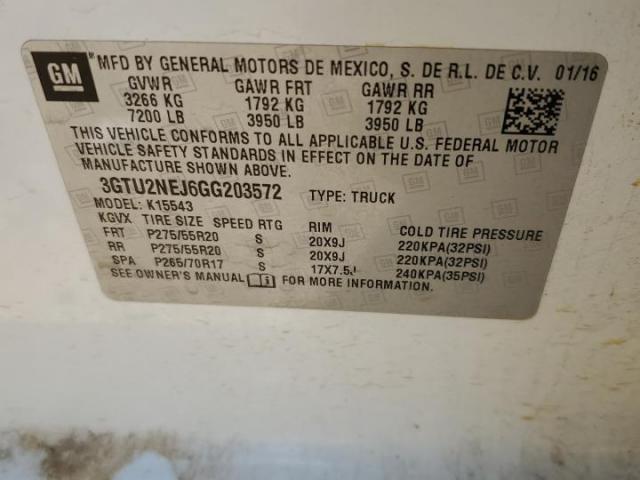 GM
MFD BY GENERAL MOTORS DE MEXICO, S. DE R.L. DE C.V. 01/16
GVWR GAWR FRT GAWR RR
3266 KG 1792 KG 1792 KG
7200 LB 3950 LB 3950 LB
THIS VEHICLE CONFORMS TO ALL APPLICABLE U.S. FEDERAL MOTOR
VEHICLE SAFETY STANDARDS IN EFFECT ON THE DATE OF
MANUFACTURE SHOWN ABOVE.
3GTU2NEJ6GG203572 TYPE: TRUCK
MODEL: K15543
KGVX TIRE SIZE SPEED RTG RIM COLD TIRE PRESSURE
FRT P275/55R20 S 20X9J 220KPA(32PSI)
RR P275/55R20 S 20X9J 220KPA(32PSI)
SPA P265/70R17 S 17X7.5J 240KPA(35PSI)
SEE OWNER'S MANUAL i FOR MORE INFORMATION.